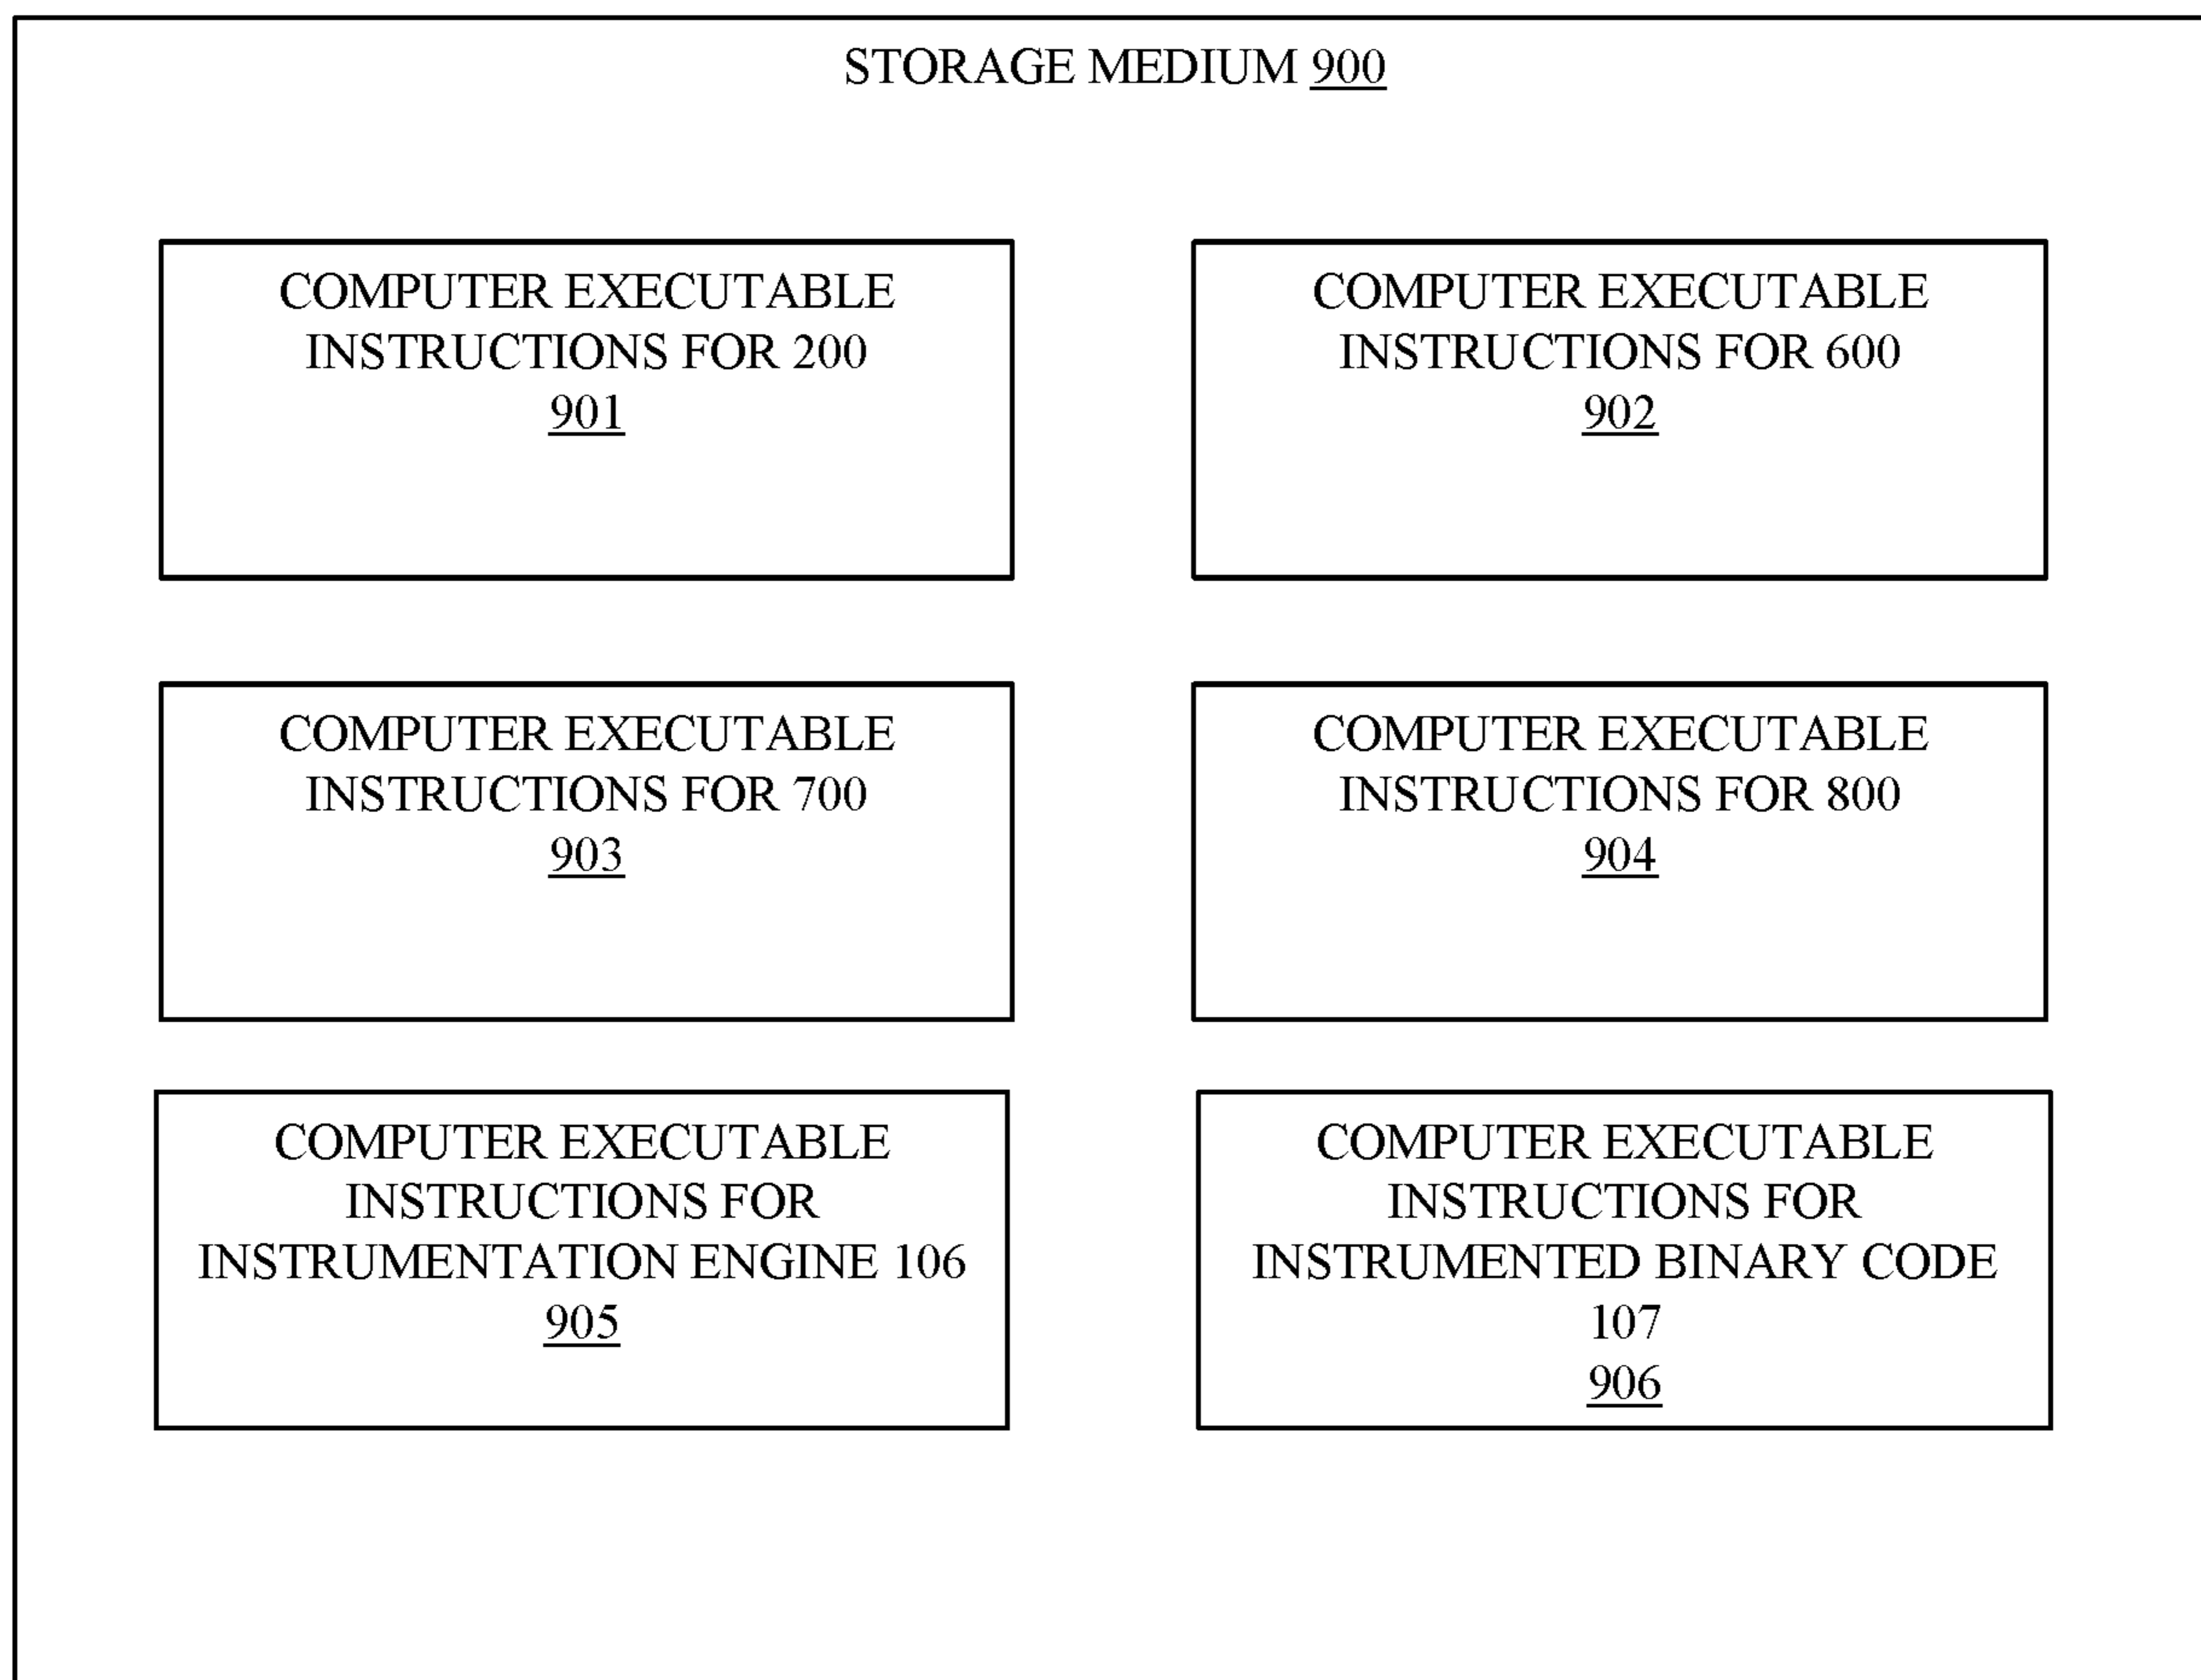 STORAGE MEDIUM 900
COMPUTER EXECUTABLE
INSTRUCTIONS FOR 200
901
COMPUTER EXECUTABLE
INSTRUCTIONS FOR 600
902
COMPUTER EXECUTABLE
INSTRUCTIONS FOR 700
903
COMPUTER EXECUTABLE
INSTRUCTIONS FOR 800
904
COMPUTER EXECUTABLE
INSTRUCTIONS FOR
INSTRUMENTATION ENGINE 106
905
COMPUTER EXECUTABLE
INSTRUCTIONS FOR
INSTRUMENTED BINARY CODE
107
906